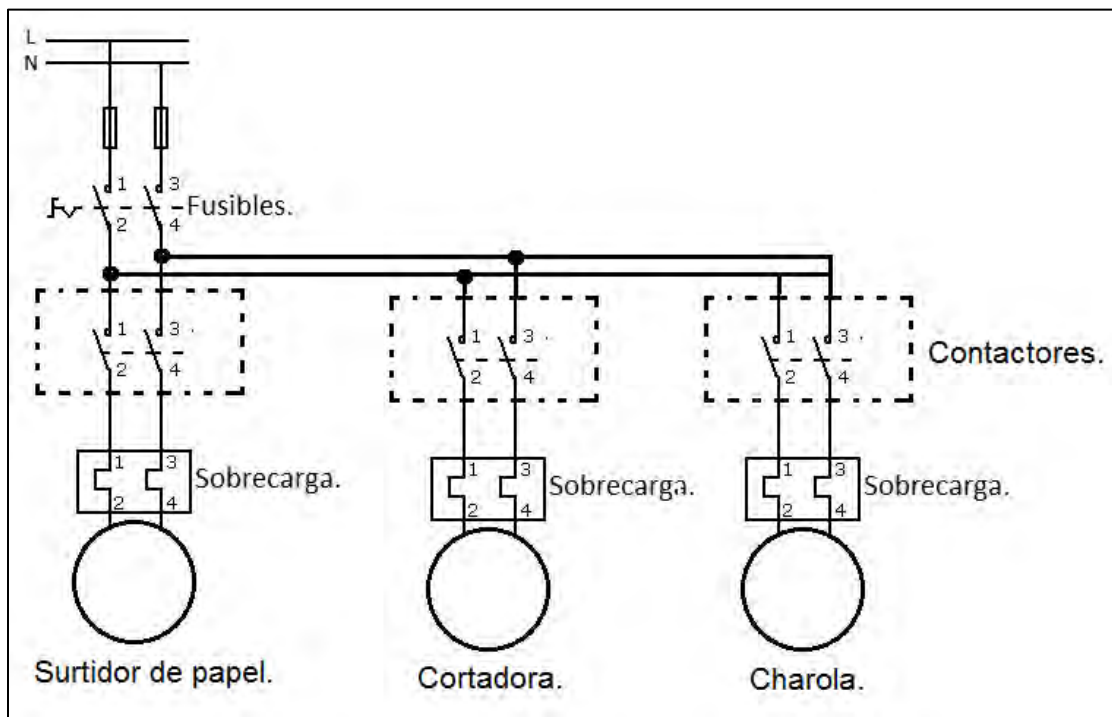 L
N
1 3
Fusibles.
2 4
1 3
2 4
1 3
2 4
1 3
2 4
Contactores.
1 3
Sobrecarga.
2 4
1 3
Sobrecarga.
2 4
1 3
Sobrecarga.
2 4
Surtidor de papel.
Cortadora.
Charola.